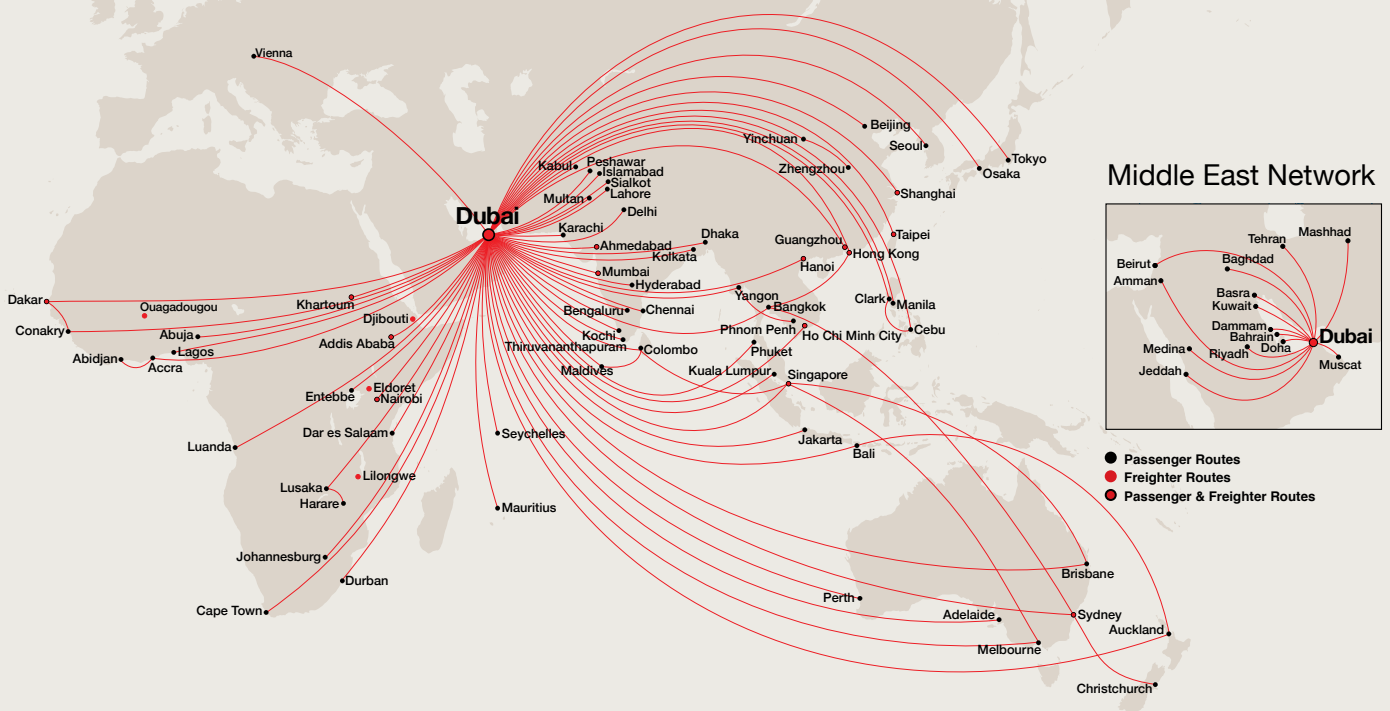 Vienna
Beijing
Yinchuan
Seoul
Tokyo
Peshawar
Kabul
Islamabad
Zhengzhou
Osaka
Sialkot
Lahore
Multan
Shanghai
Delhi
Dubai
Karachi
Dhaka
Taipei
Guangzhou
Ahmedabad
Kolkata
Hong Kong
Hanoi
Mumbai
Hyderabad
Yangon
Dakar
Khartoum
Ouagadougou
Clark
Manila
Bangkok
Bengaluru
Chennai
Djibouti
Conakry
Abuja
Phnom Penh
Ho Chi Minh City
Cebu
Kochi
Addis Ababa
Thiruvananthapuram
Colombo
Lagos
Phuket
Abidjan
Accra
Maldives
Kuala Lumpur
Singapore
Eldoret
Entebbe
Nairobi
Dar es Salaam
Seychelles
Jakarta
Luanda
Bali
Lilongwe
Lusaka
Harare
Mauritius
Johannesburg
Brisbane
Durban
Perth
Cape Town
Adelaide
Sydney
Auckland
Melbourne
Christchurch
Middle East Network
Mashhad
Tehran
Baghdad
Beirut
Amman
Basra
Kuwait
Dammam
Bahrain
Dubai
Medina
Riyadh
Doha
Muscat
Jeddah
Passenger Routes
Freighter Routes
Passenger & Freighter Routes